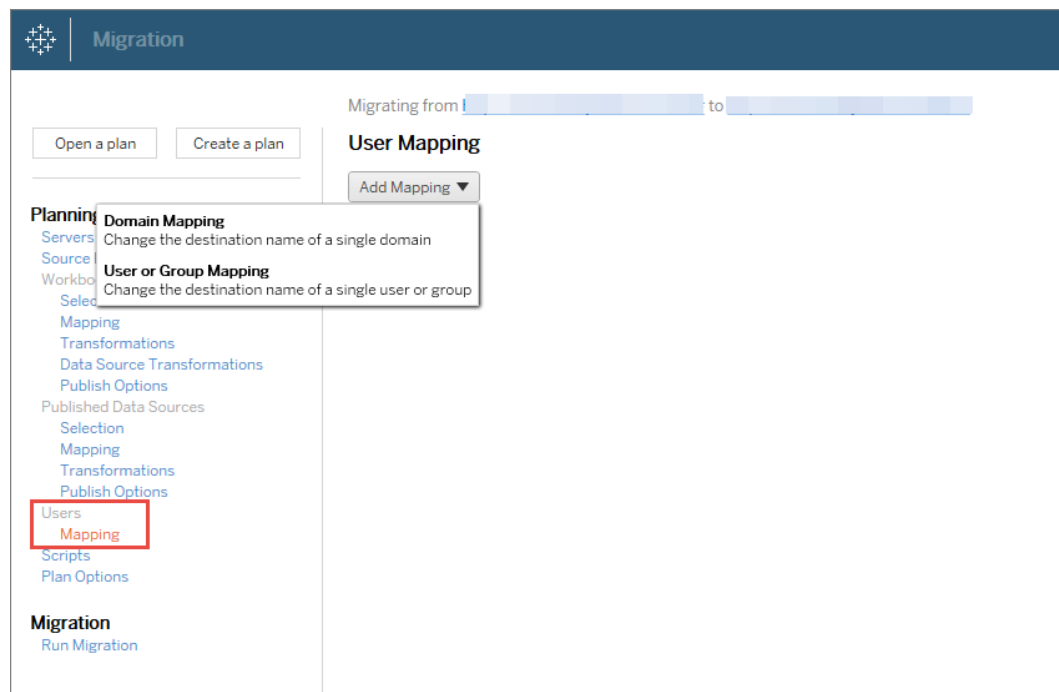 Migration
Migrating from to
Open a plan Create a plan
User Mapping
Add Mapping ▼
Planning
Domain Mapping
Change the destination name of a single domain
User or Group Mapping
Change the destination name of a single user or group
Servers
Source
Mapping
Transformations
Data Source Transformations
Publish Options
Published Data Sources
Selection
Mapping
Transformations
Publish Options
Users
Mapping
Scripts
Plan Options
Migration
Run Migration